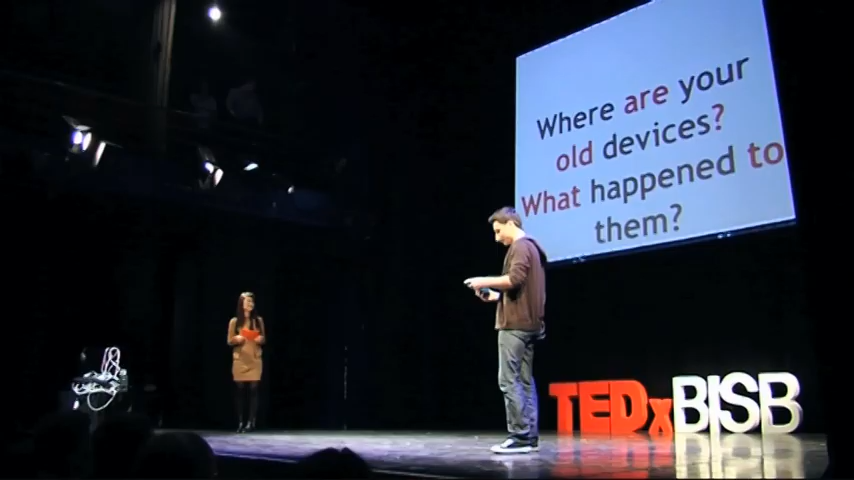 Where are your
old devices?
What happened to
them?
TEDxBISB